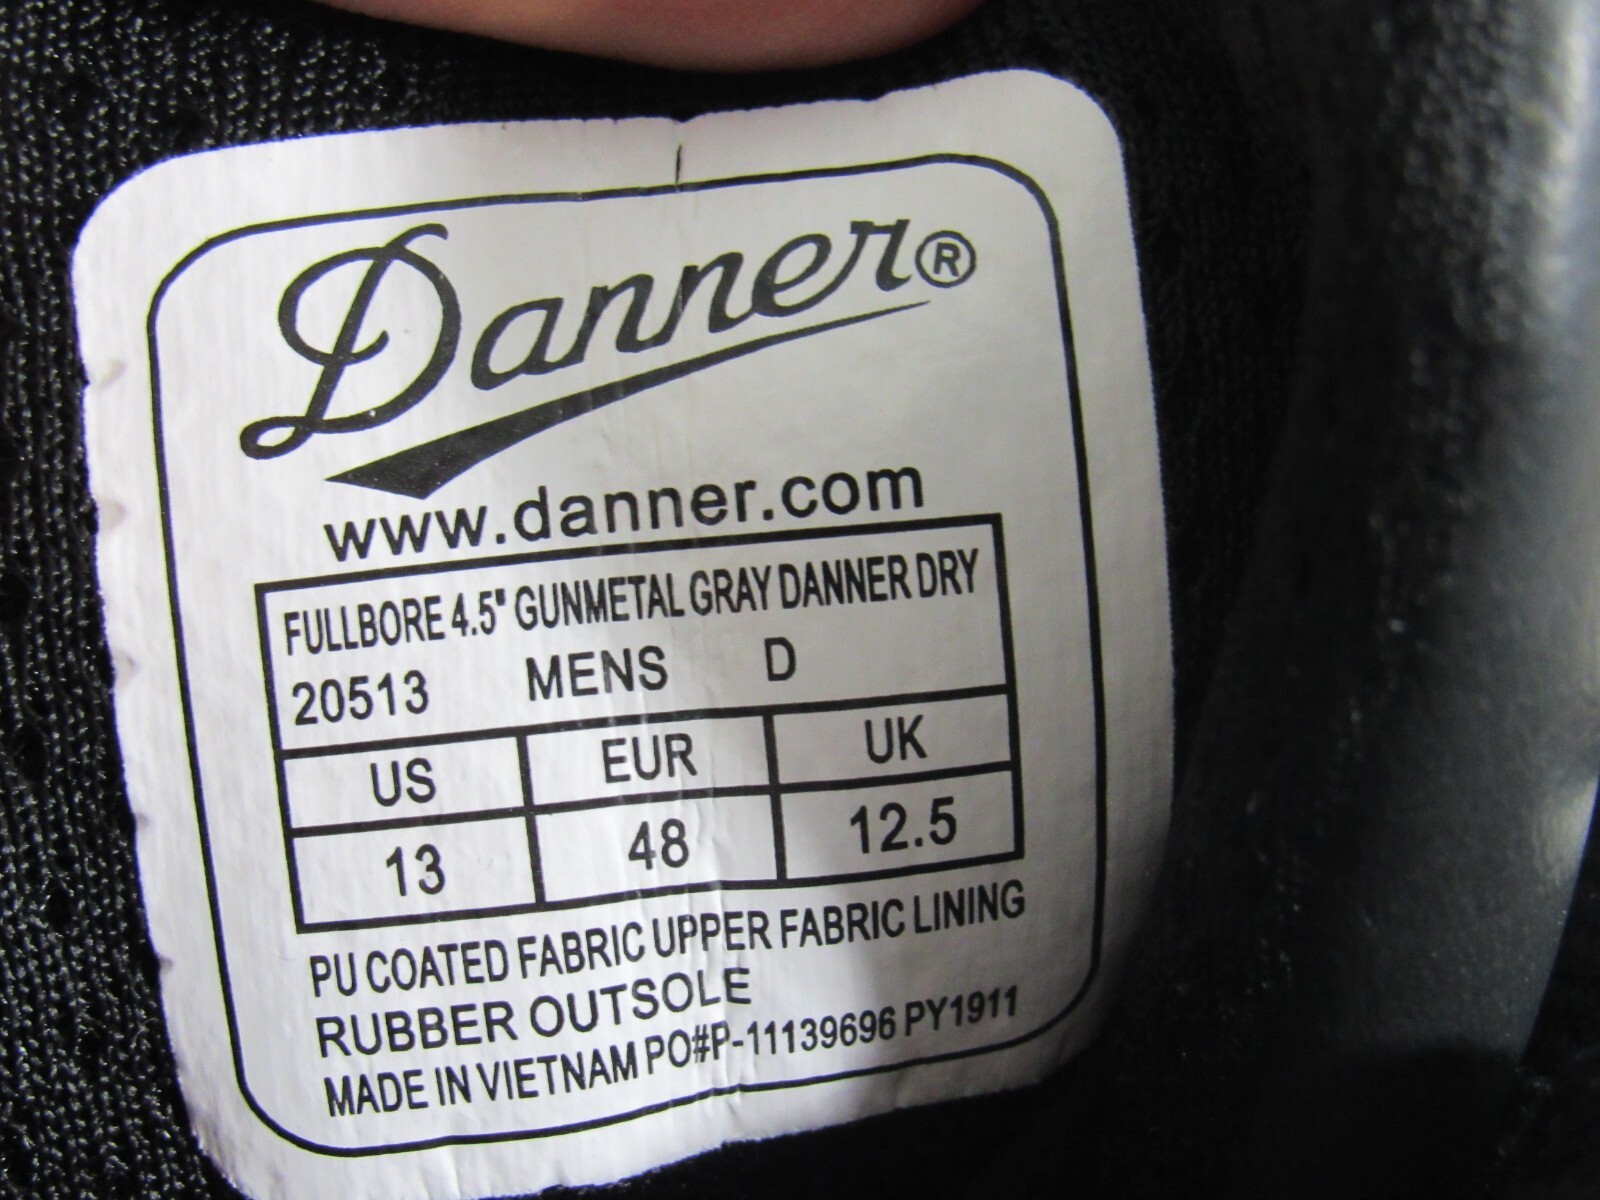 Danner®
www.danner.com
FULLBORE 4.5" GUNMETAL GRAY DANNER DRY
20513 MENS D
US EUR UK
13 48 12.5
PU COATED FABRIC UPPER FABRIC LINING
RUBBER OUTSOLE
MADE IN VIETNAM PO#P-11139696 PY1911